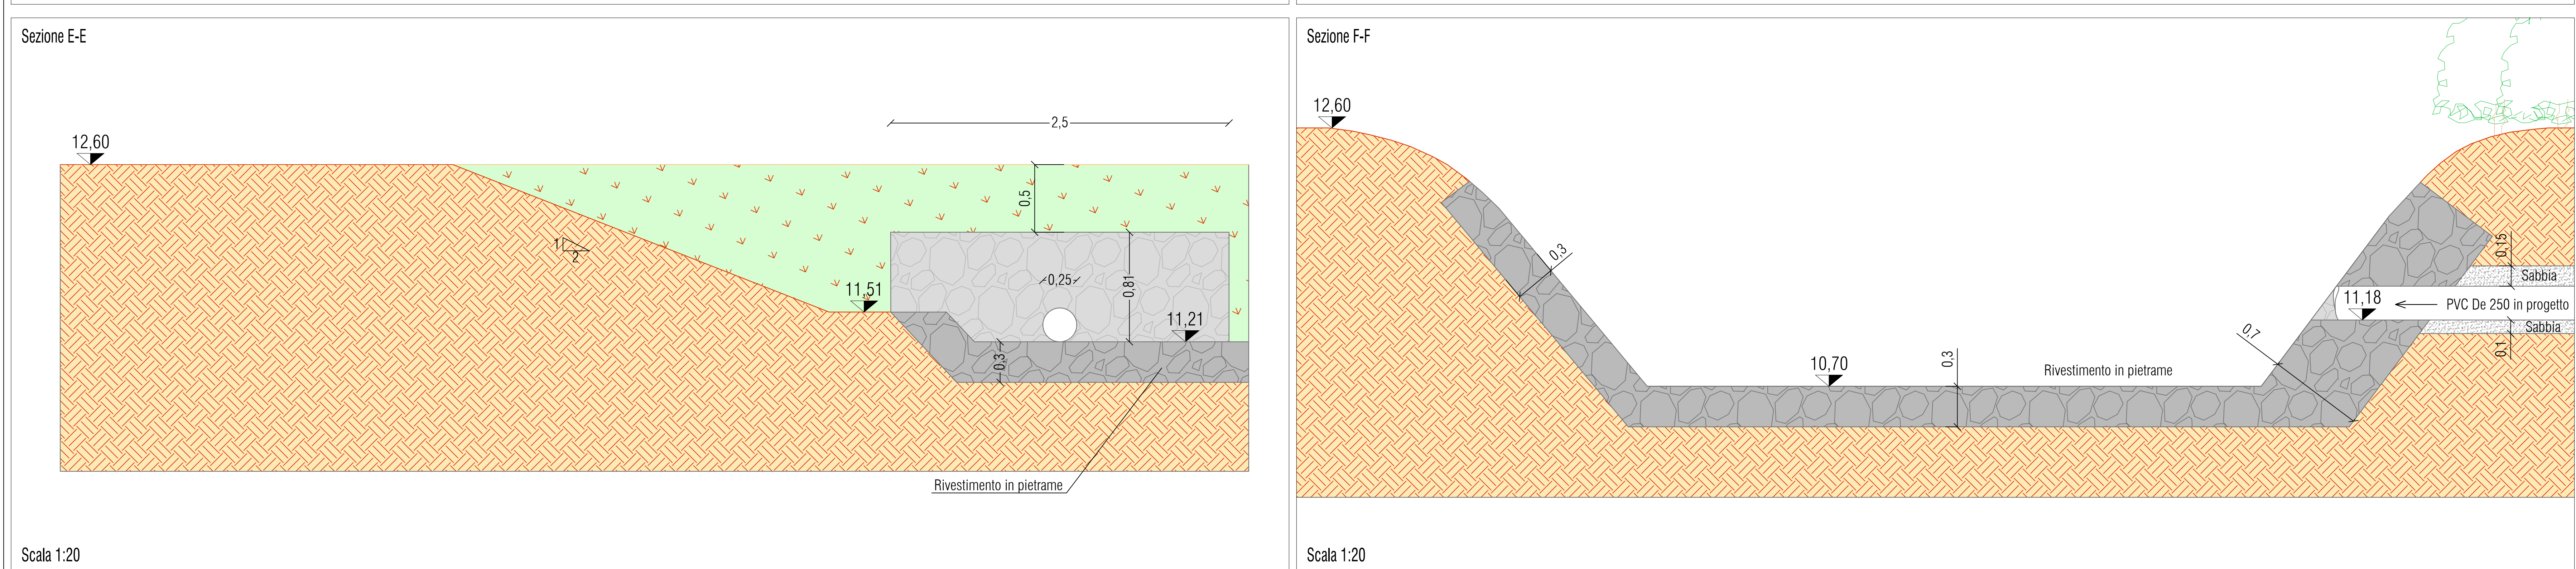 Sezione E-E
2,5
12,60
0,5
1
2
0,25
0,81
11,51
11,21
0,3
Rivestimento in pietrame
Scala 1:20
Sezione F-F
12,60
0,3
0,15
Sabbia
11,18
PVC De 250 in progetto
Sabbia
0,7
0,1
10,70
0,3
Rivestimento in pietrame
Scala 1:20